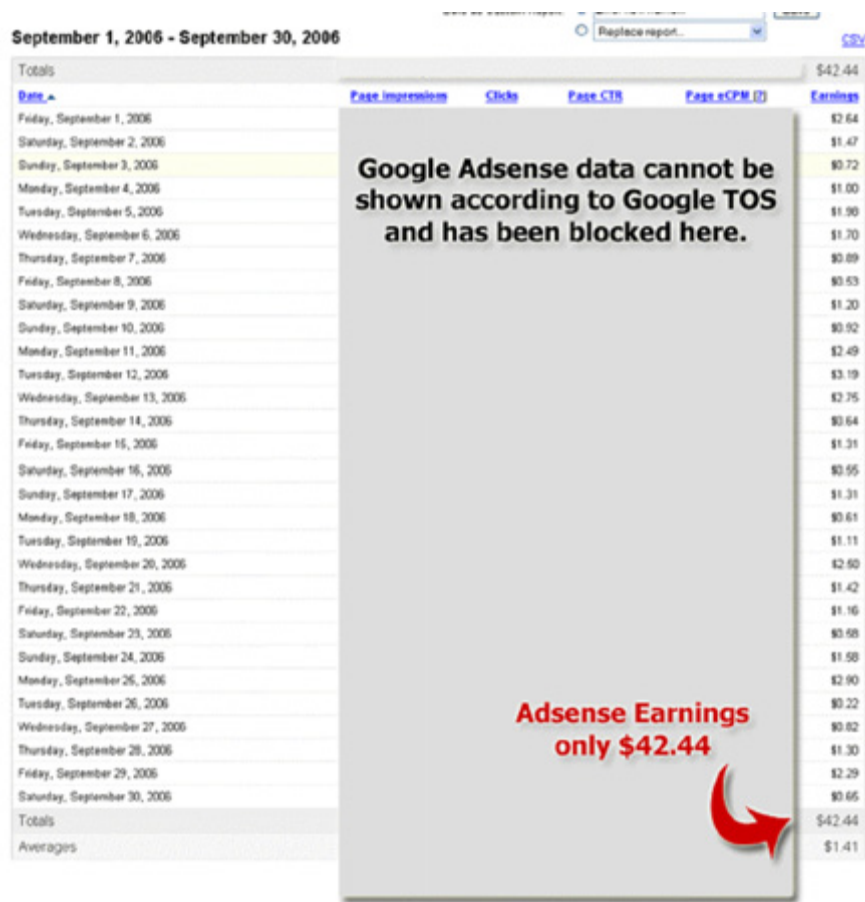 September 1, 2006 - September 30, 2006
Replace report..
CSV
Totals $42.44
Date Page Impressions Clicks Page CTR Page eCPM [?] Earnings
Friday, September 1, 2006 $2.64
Saturday, September 2, 2006 $1.47
Sunday, September 3, 2006 $0.72
Monday, September 4, 2006 $1.00
Tuesday, September 5, 2006 $1.98
Wednesday, September 6, 2006 $1.70
Thursday, September 7, 2006 $0.89
Friday, September 8, 2006 $0.53
Saturday, September 9, 2006 $1.20
Sunday, September 10, 2006 $0.92
Monday, September 11, 2006 $2.49
Tuesday, September 12, 2006 $3.19
Wednesday, September 13, 2006 $2.75
Thursday, September 14, 2006 $0.64
Friday, September 15, 2006 $1.31
Saturday, September 16, 2006 $0.55
Sunday, September 17, 2006 $1.31
Monday, September 18, 2006 $0.61
Tuesday, September 19, 2006 $1.11
Wednesday, September 20, 2006 $2.50
Thursday, September 21, 2006 $1.42
Friday, September 22, 2006 $1.16
Saturday, September 23, 2006 $0.58
Sunday, September 24, 2006 $1.58
Monday, September 25, 2006 $2.90
Tuesday, September 26, 2006 $0.22
Wednesday, September 27, 2006 $0.82
Thursday, September 28, 2006 $1.30
Friday, September 29, 2006 $2.29
Saturday, September 30, 2006 $0.65
Totals $42.44
Averages $1.41
Google Adsense data cannot be
shown according to Google TOS
and has been blocked here.
Adsense Earnings
only $42.44